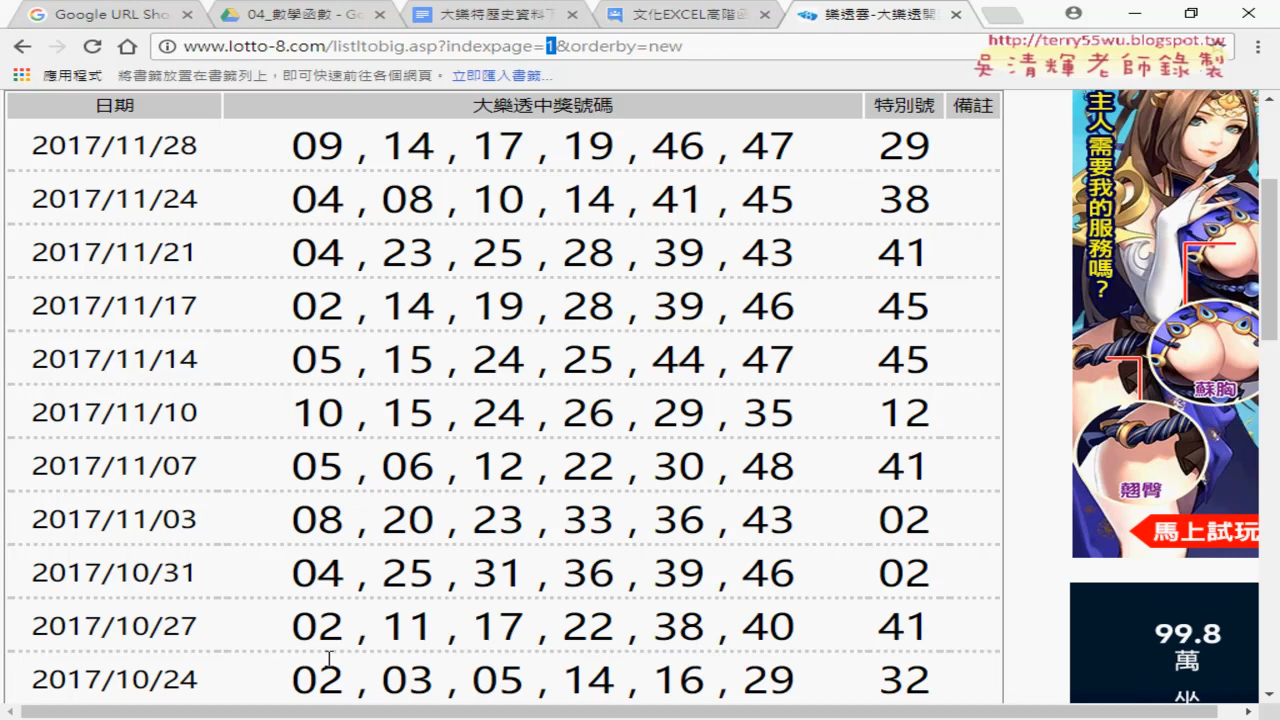 Google URL Sho
04_數學函數 - Go
大樂特歷史資料下
文化EXCEL高階函
樂透雲-大樂透開
www.lotto-8.com/listltobig.asp?indexpage=1&orderby=new
http://terry55wu.blogspot.tw
吳清輝老師錄製
應用程式
將書籤放置在書籤列上，即可快速前往各個網頁。
立即匯入書籤...
日期 大樂透中獎號碼 特別號 備註
2017/11/28 09 , 14 , 17 , 19 , 46 , 47 29
2017/11/24 04 , 08 , 10 , 14 , 41 , 45 38
2017/11/21 04 , 23 , 25 , 28 , 39 , 43 41
2017/11/17 02 , 14 , 19 , 28 , 39 , 46 45
2017/11/14 05 , 15 , 24 , 25 , 44 , 47 45
2017/11/10 10 , 15 , 24 , 26 , 29 , 35 12
2017/11/07 05 , 06 , 12 , 22 , 30 , 48 41
2017/11/03 08 , 20 , 23 , 33 , 36 , 43 02
2017/10/31 04 , 25 , 31 , 36 , 39 , 46 02
2017/10/27 02 , 11 , 17 , 22 , 38 , 40 41
2017/10/24 02 , 03 , 05 , 14 , 16 , 29 32
主人需要我的服務嗎？
蘇胸
翹臀
馬上試玩
99.8
萬